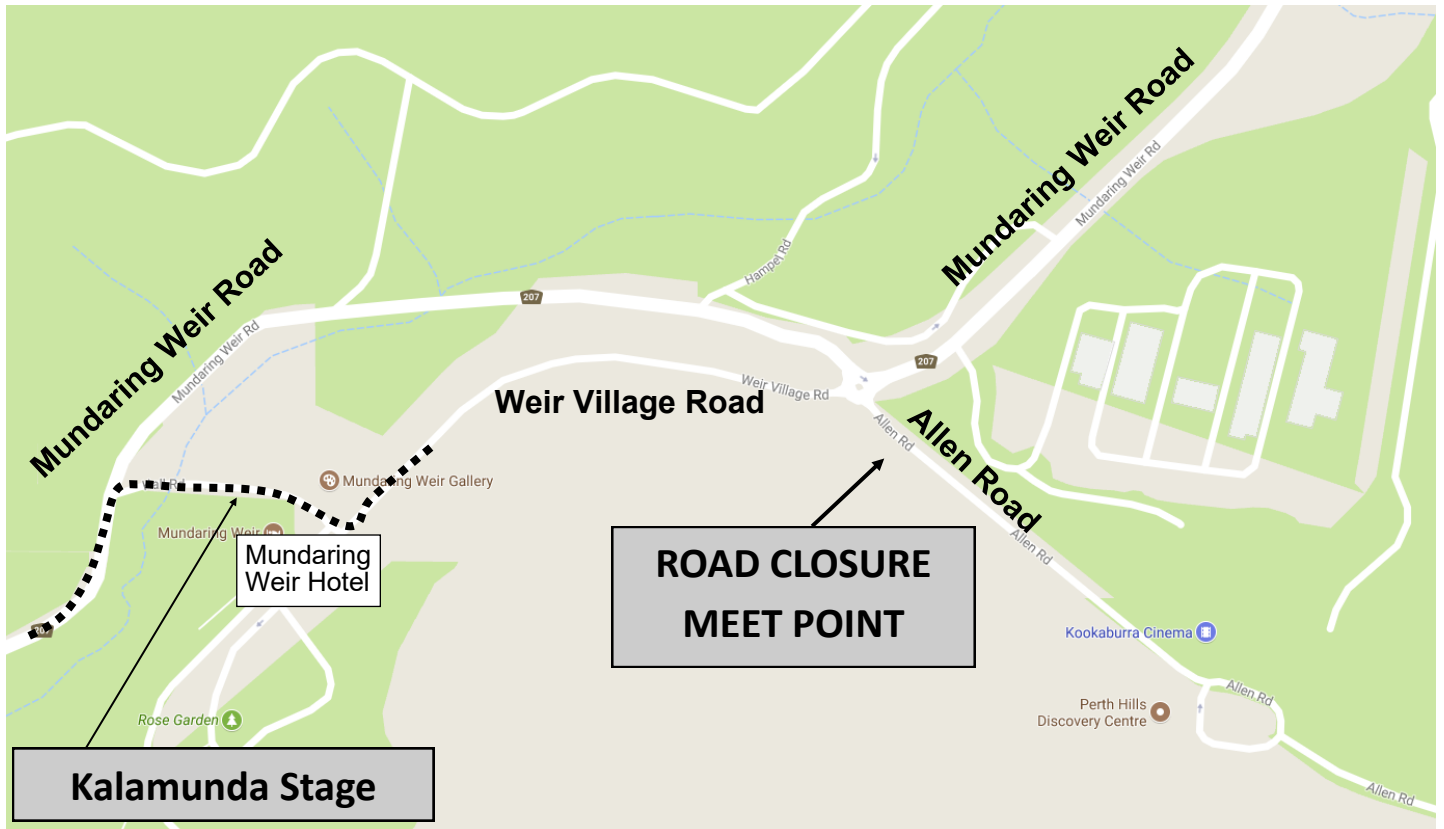 Mundaring Weir Road
Mundaring Weir Rd
Hampel Rd
Mundaring Weir Road
Mundaring Weir Rd
207
207
Weir Village Rd
Weir Village Road
Allen Rd
Allen Road
Allen Rd
Mundaring Weir Gallery
Mundaring Weir
Mundaring
Weir Hotel
207
ROAD CLOSURE
MEET POINT
Kookaburra Cinema
Perth Hills
Discovery Centre
Allen Rd
Allen Rd
Rose Garden
Kalamunda Stage